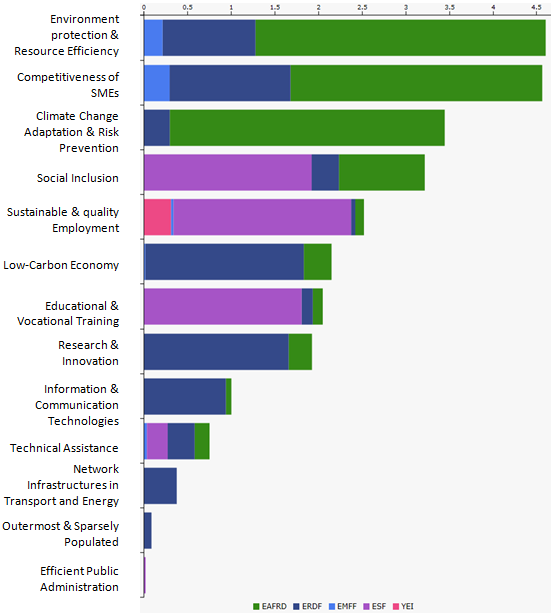 0 0.5 1 1.5 2 2.5 3 3.5 4 4.5
Environment
protection &
Resource Efficiency
Competitiveness of
SMEs
Climate Change
Adaptation & Risk
Prevention
Social Inclusion
Sustainable & quality
Employment
Low-Carbon Economy
Educational &
Vocational Training
Research &
Innovation
Information &
Communication
Technologies
Technical Assistance
Network
Infrastructures in
Transport and Energy
Outermost & Sparsely
Populated
Efficient Public
Administration
EAFRD ERDF EMFF ESF YEI